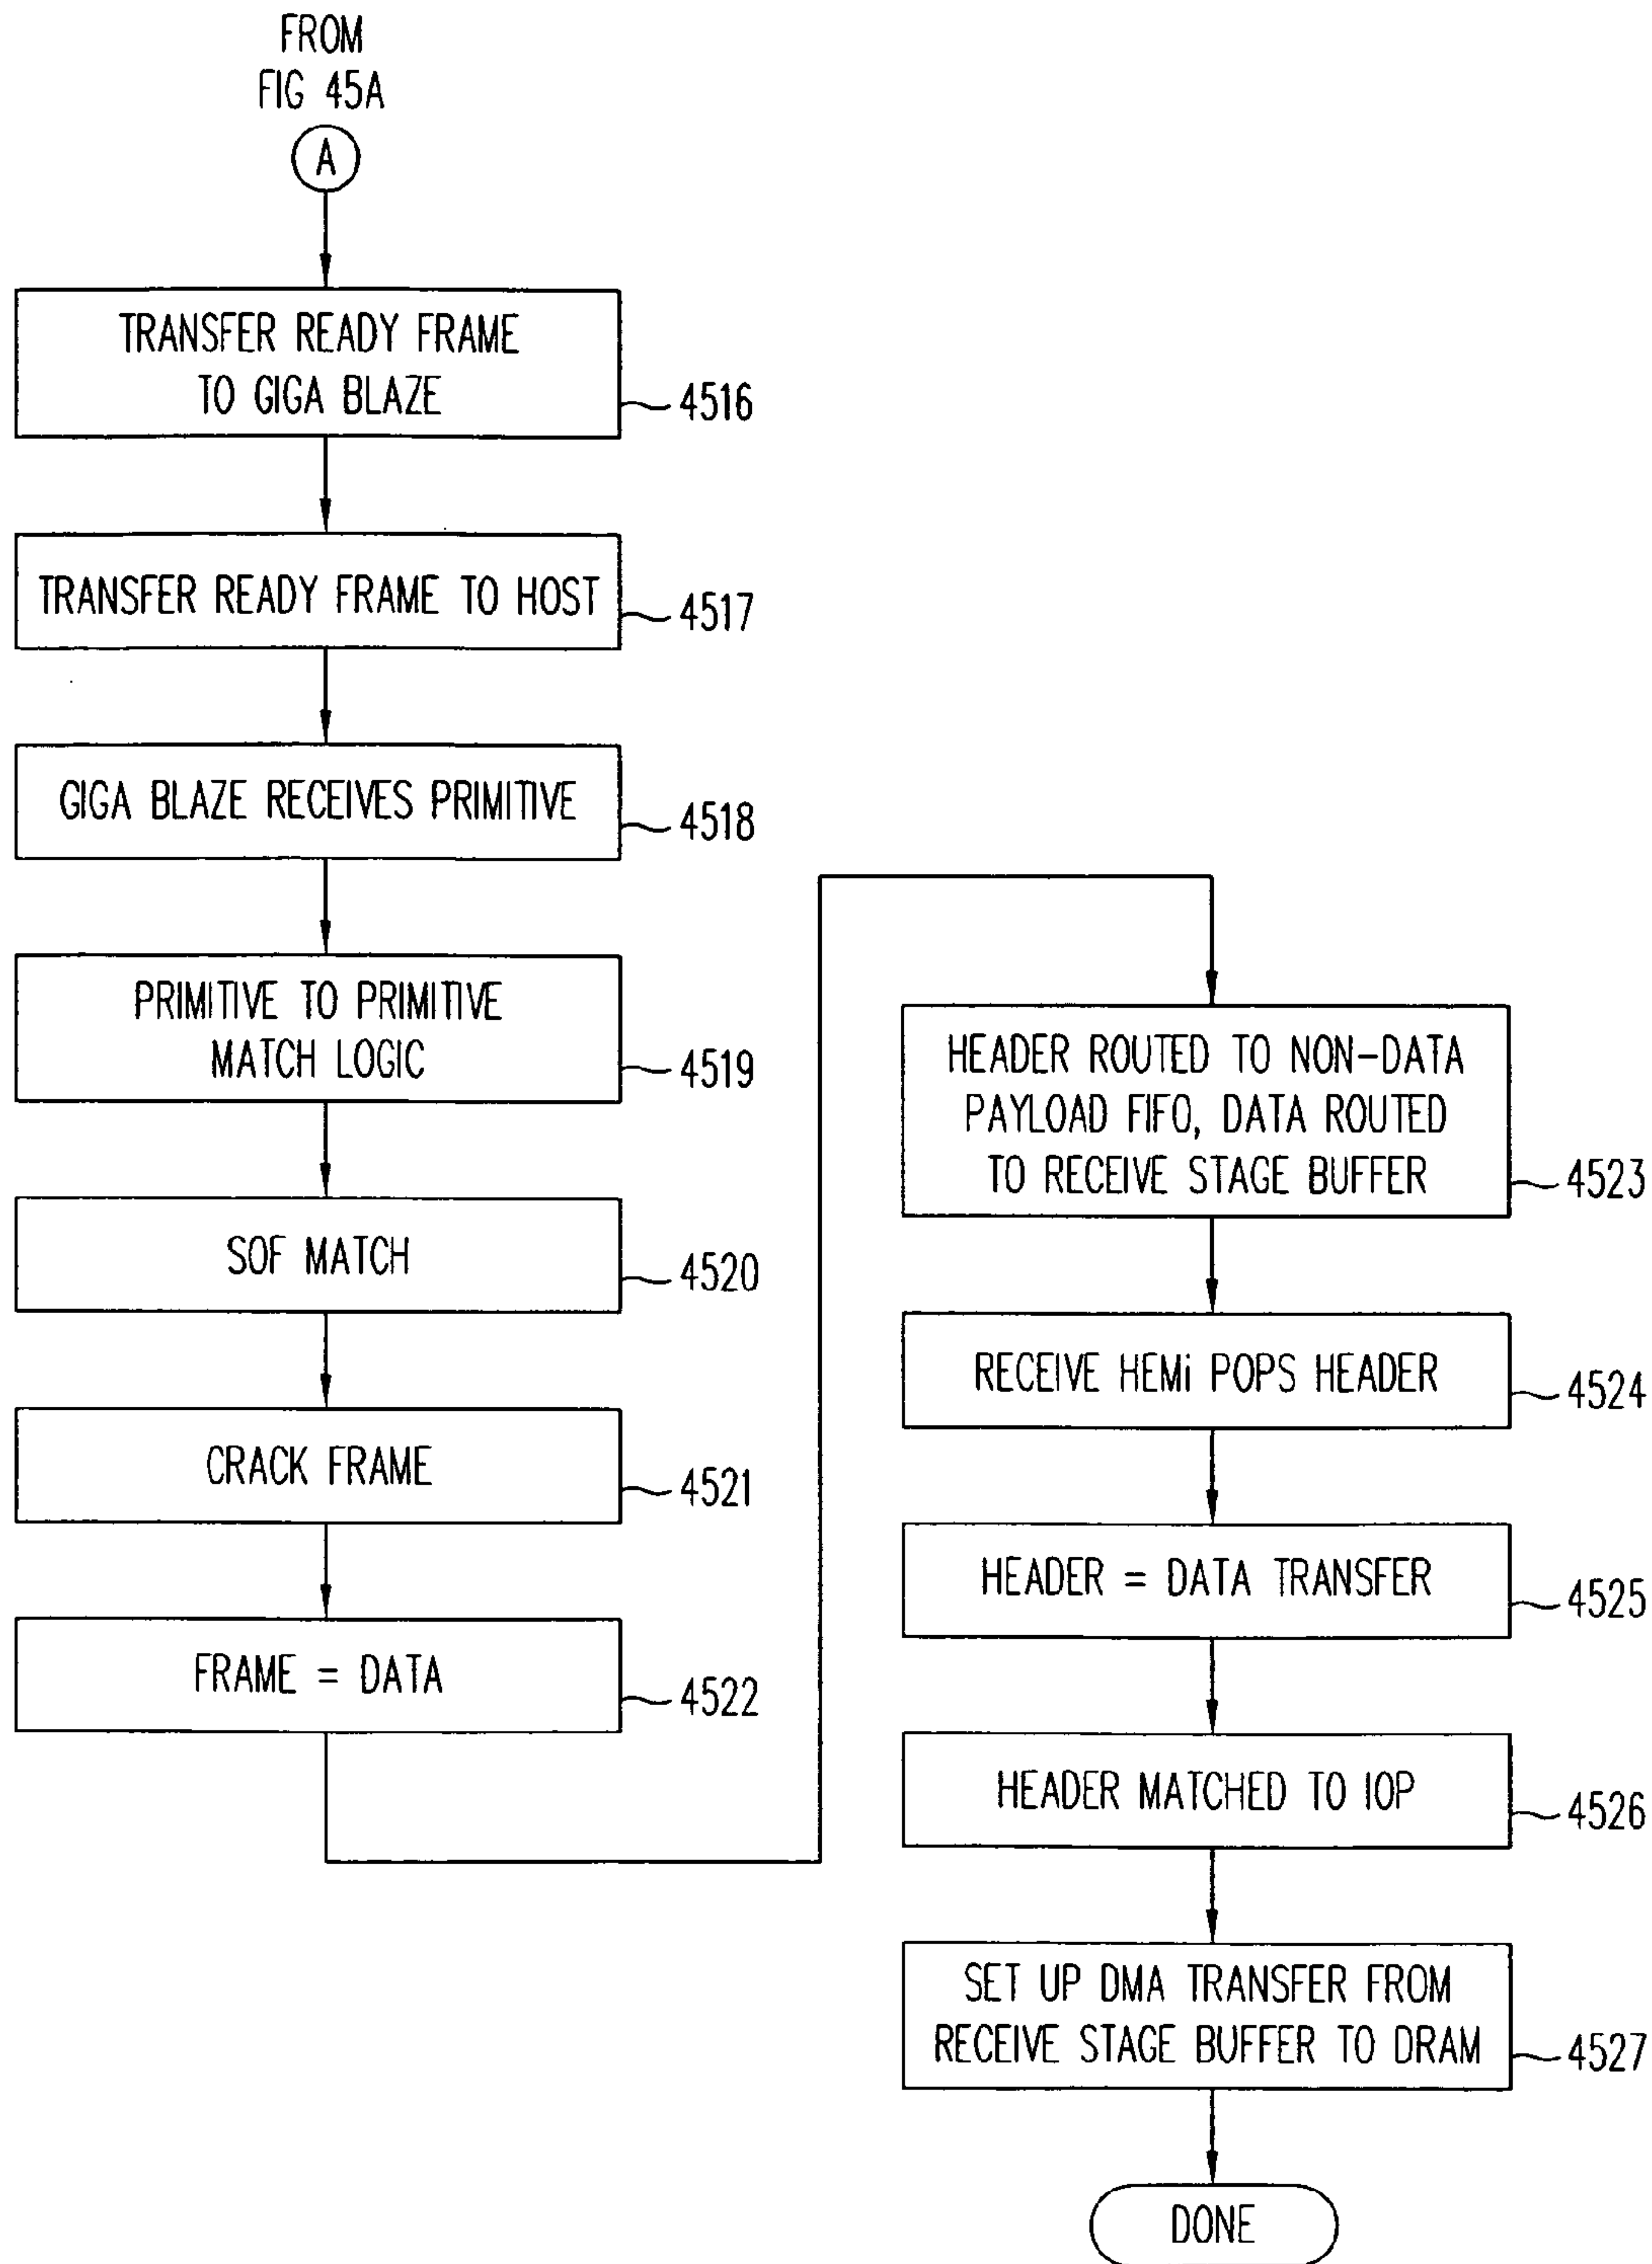 FROM
FIG 45A
A
TRANSFER READY FRAME
TO GIGA BLAZE
4516
TRANSFER READY FRAME TO HOST
4517
GIGA BLAZE RECEIVES PRIMITIVE
4518
PRIMITIVE TO PRIMITIVE
MATCH LOGIC
4519
SOF MATCH
4520
CRACK FRAME
4521
FRAME = DATA
4522
HEADER ROUTED TO NON-DATA
PAYLOAD FIFO, DATA ROUTED
TO RECEIVE STAGE BUFFER
4523
RECEIVE HEMi POPS HEADER
4524
HEADER = DATA TRANSFER
4525
HEADER MATCHED TO IOP
4526
SET UP DMA TRANSFER FROM
RECEIVE STAGE BUFFER TO DRAM
4527
DONE